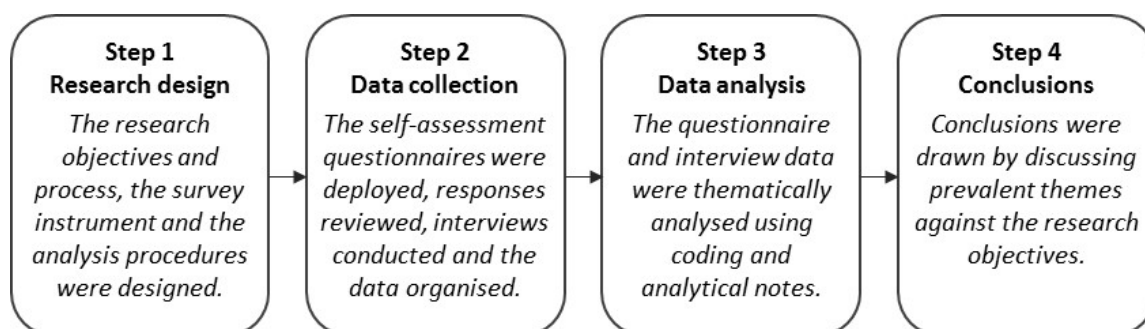 Step 1
Research design
The research
objectives and
process, the survey
instrument and the
analysis procedures
were designed.
Step 2
Data collection
The self-assessment
questionnaires were
deployed, responses
reviewed, interviews
conducted and the
data organised.
Step 3
Data analysis
The questionnaire
and interview data
were thematically
analysed using
coding and
analytical notes.
Step 4
Conclusions
Conclusions were
drawn by discussing
prevalent themes
against the research
objectives.